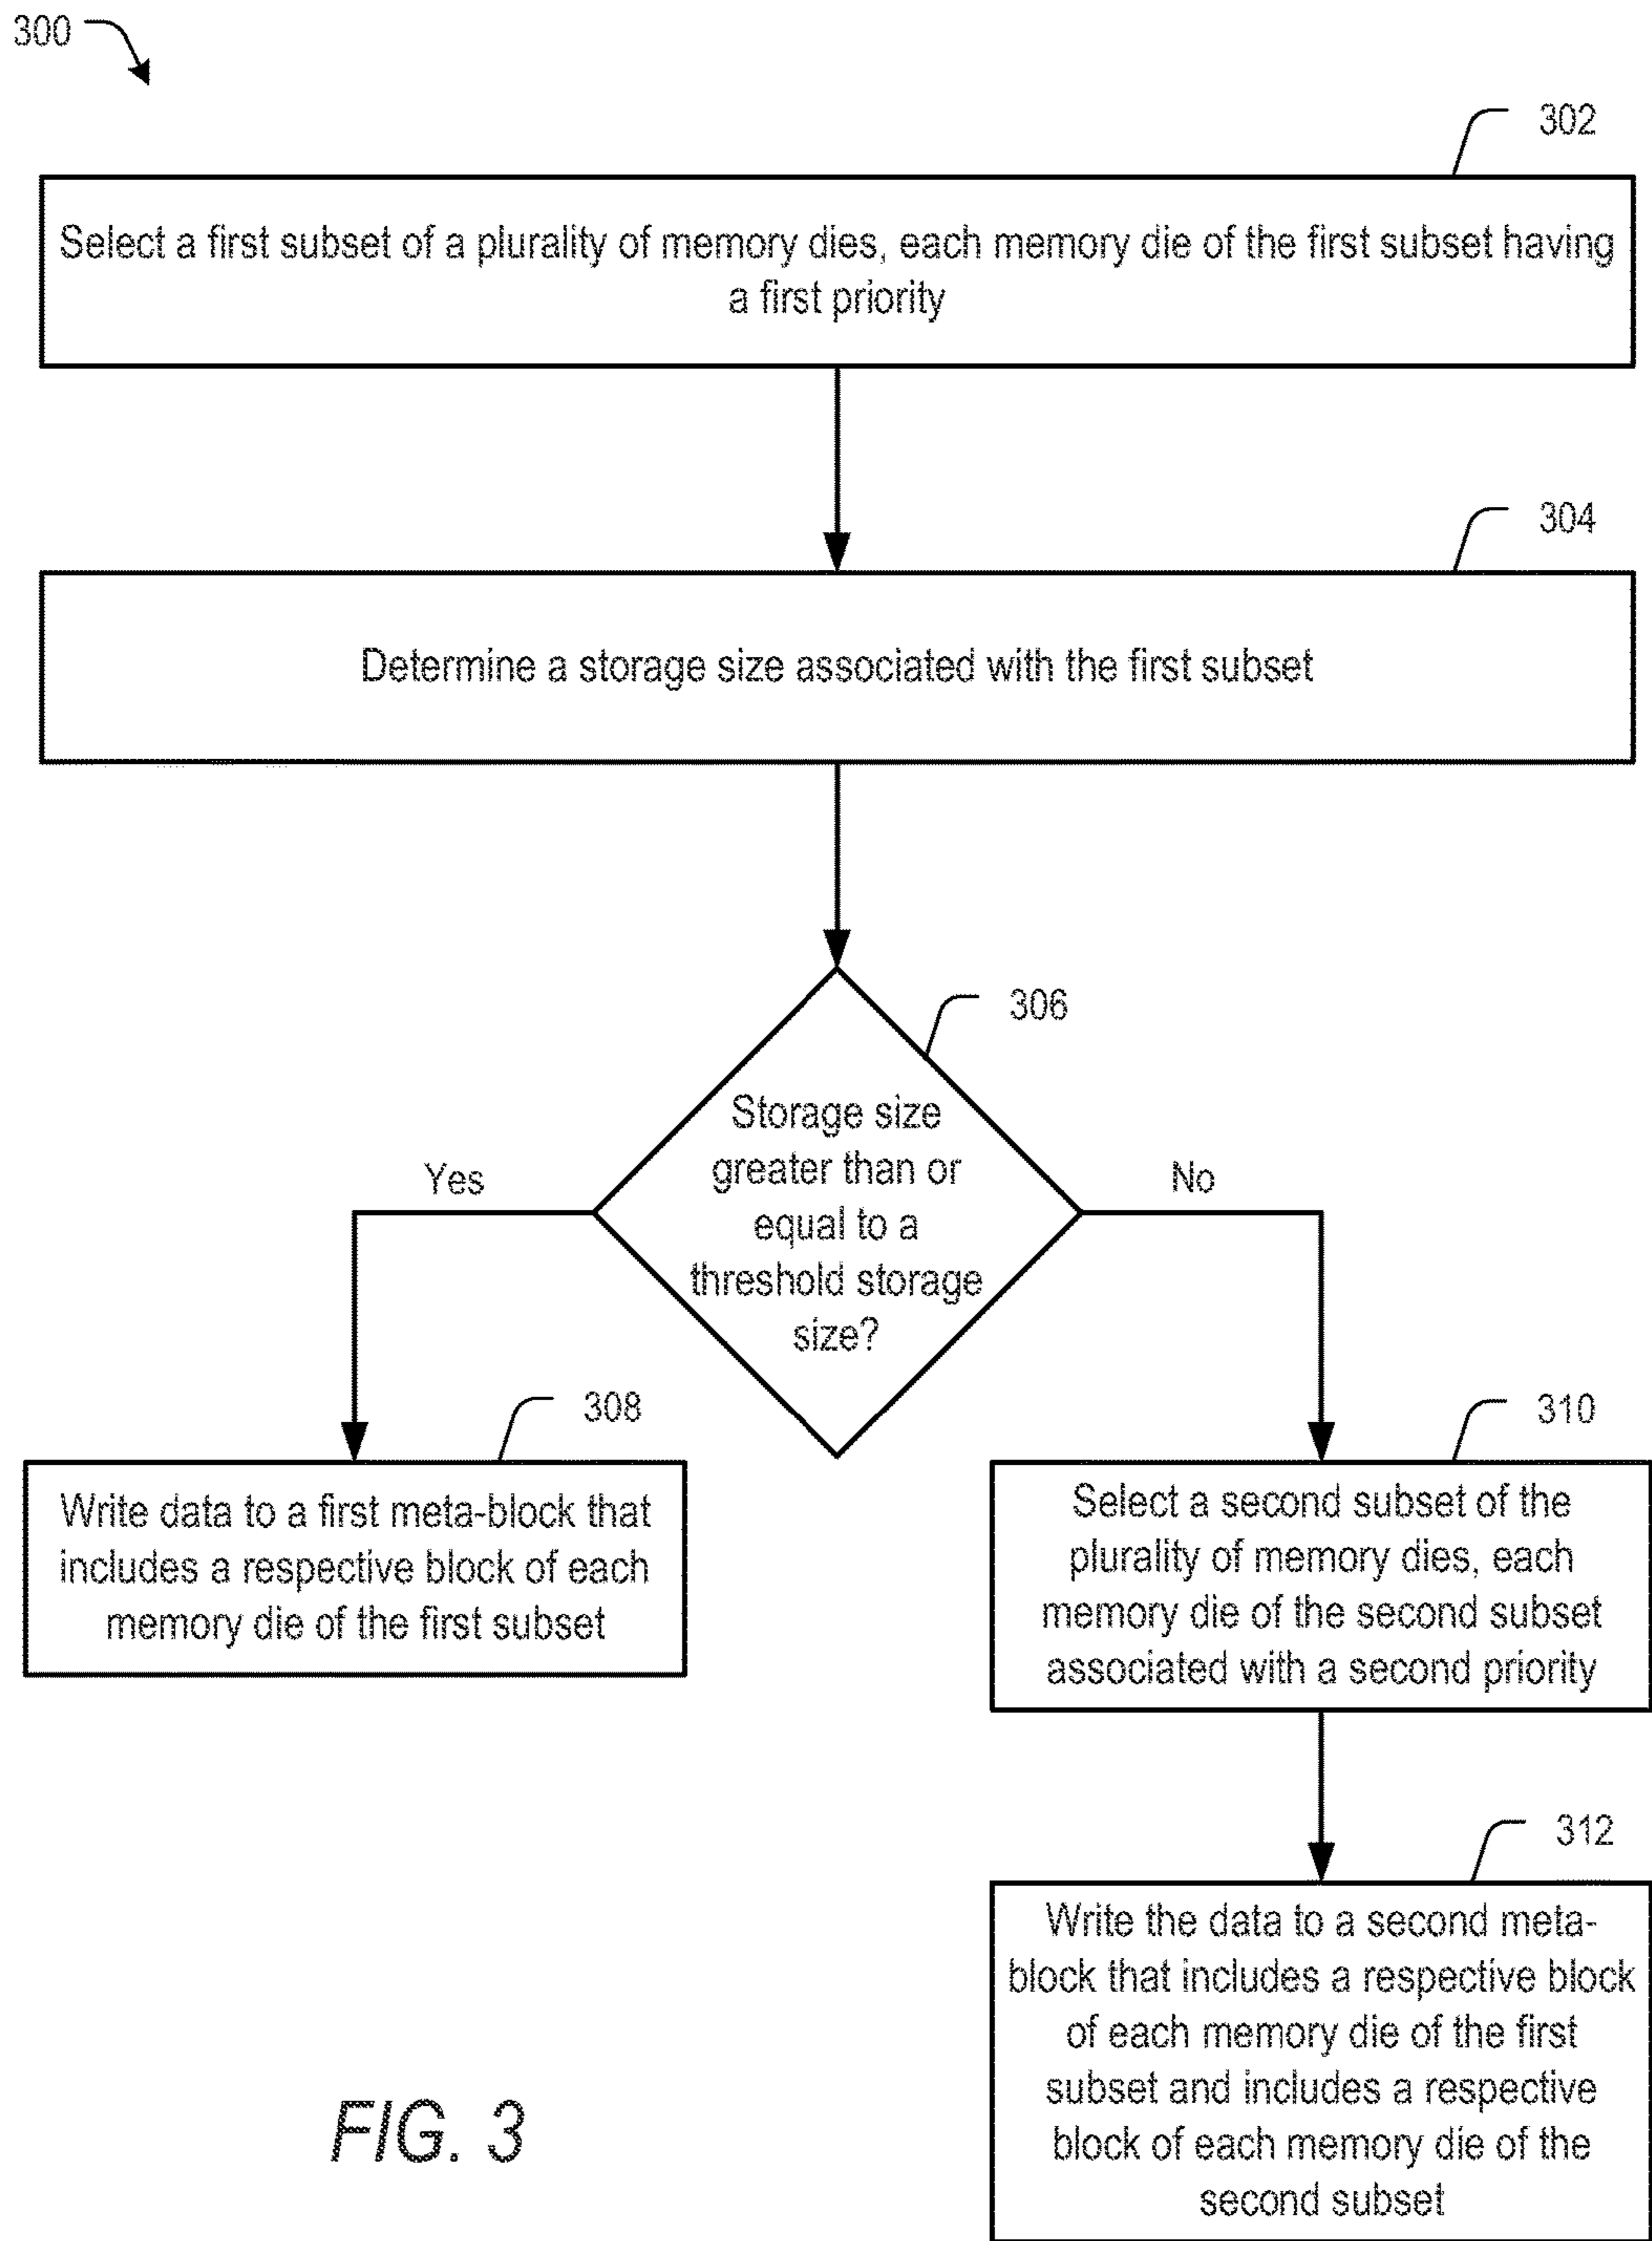 300
302
Select a first subset of a plurality of memory dies, each memory die of the first subset having
a first priority
304
Determine a storage size associated with the first subset
306
Storage size
greater than or
equal to a
threshold storage
size?
Yes
No
308
Write data to a first meta-block that
includes a respective block of each
memory die of the first subset
310
Select a second subset of the
plurality of memory dies, each
memory die of the second subset
associated with a second priority
312
Write the data to a second meta-
block that includes a respective block
of each memory die of the first
subset and includes a respective
block of each memory die of the
second subset
FIG. 3